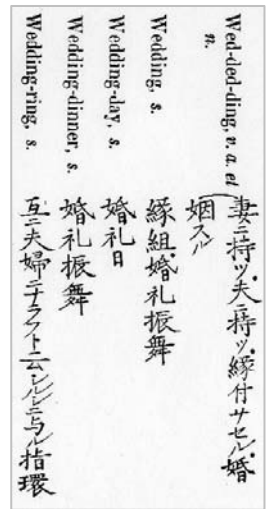 Wed-ded-ding, v. a. et n. 妻ニ持ツ夫ニ持ツ.縁付サセル.婚姻スル
Wedding, s. 縁組.婚礼振舞
Wedding-day, s. 婚礼日
Wedding-dinner, s. 婚礼振舞
Wedding-ring, s. 互ニ夫婦ニナラフト云シルシニ与ル指環